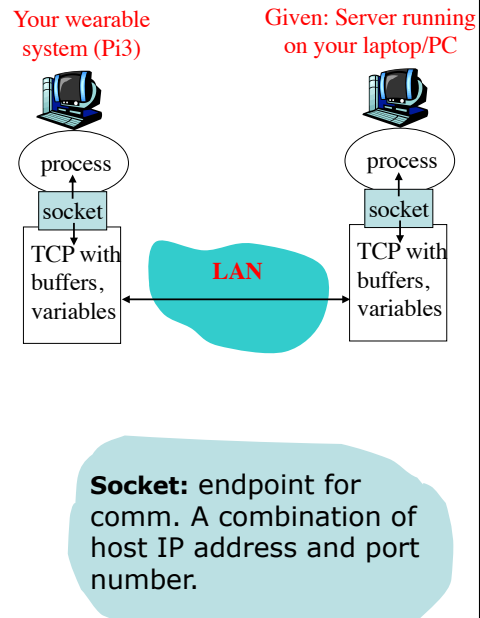 Your wearable
system (Pi3)
Given: Server running
on your laptop/PC
process
process
socket
socket
TCP with
buffers,
variables
LAN
TCP with
buffers,
variables
Socket: endpoint for
comm. A combination of
host IP address and port
number.